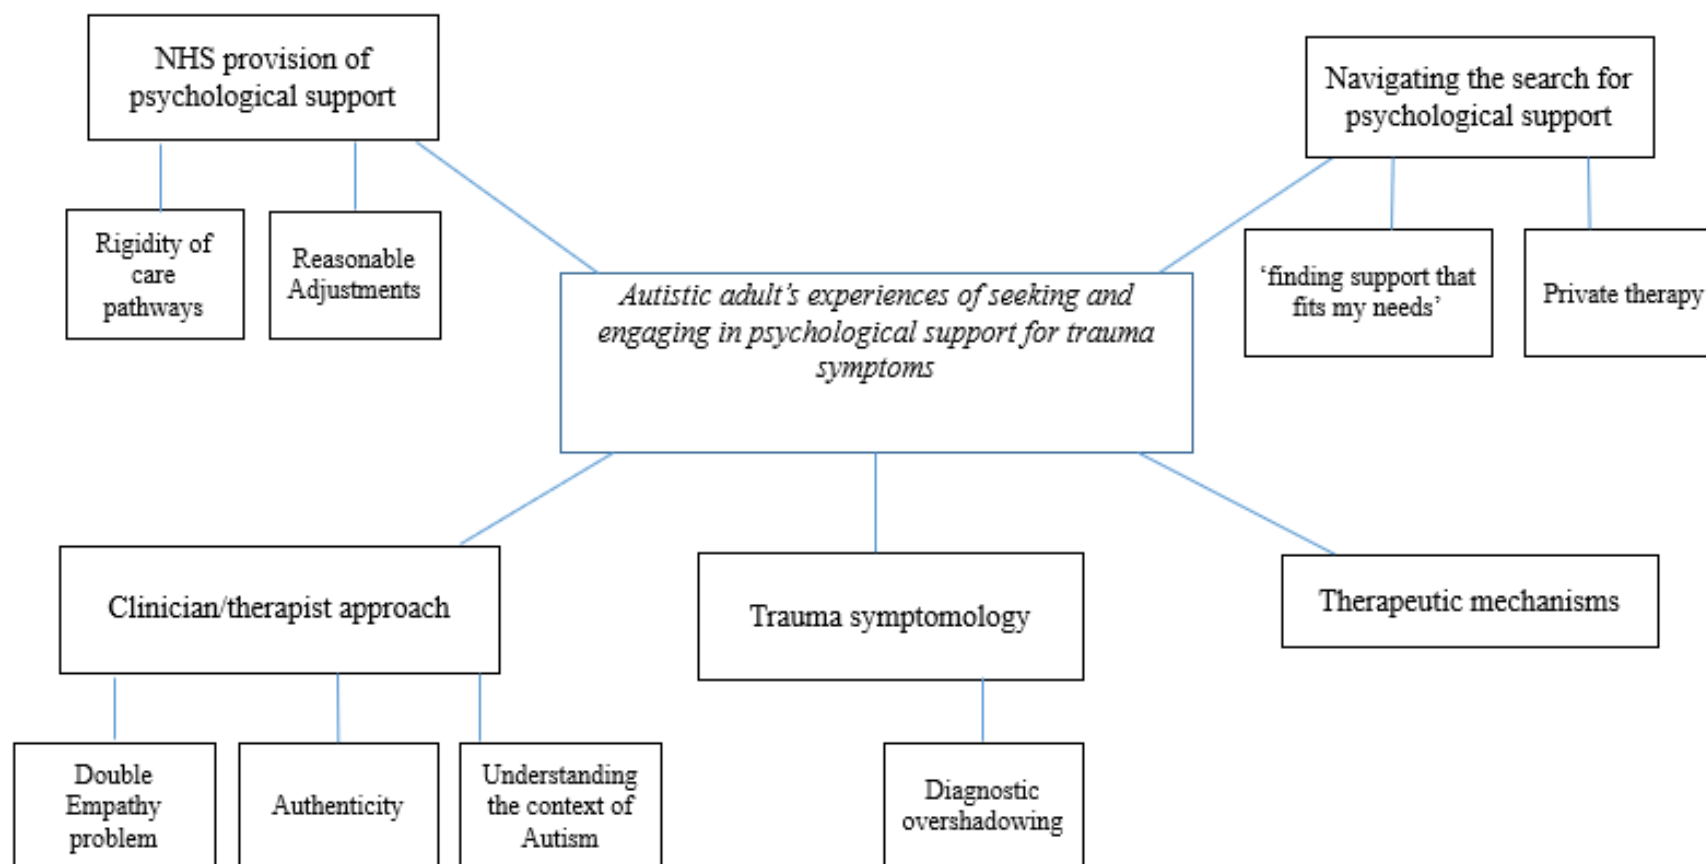 NHS provision of
psychological support
Navigating the search for
psychological support
Rigidity of
care
pathways
Reasonable
Adjustments
‘finding support that
fits my needs’
Private therapy
Autistic adult’s experiences of seeking and
engaging in psychological support for trauma
symptoms
Clinician/therapist approach
Trauma symptomology
Therapeutic mechanisms
Double
Empathy
problem
Authenticity
Understanding
the context of
Autism
Diagnostic
overshadowing